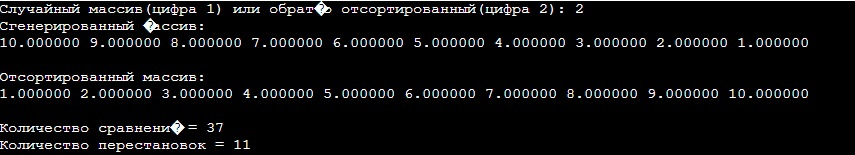 Случайный массив(цифра 1) или обрат�о отсортированный(цифра 2): 2
Сгенерированный �ассив:
10.000000 9.000000 8.000000 7.000000 6.000000 5.000000 4.000000 3.000000 2.000000 1.000000
Отсортированный массив:
1.000000 2.000000 3.000000 4.000000 5.000000 6.000000 7.000000 8.000000 9.000000 10.000000
Количество сравнени� = 37
Количество перестановок = 11